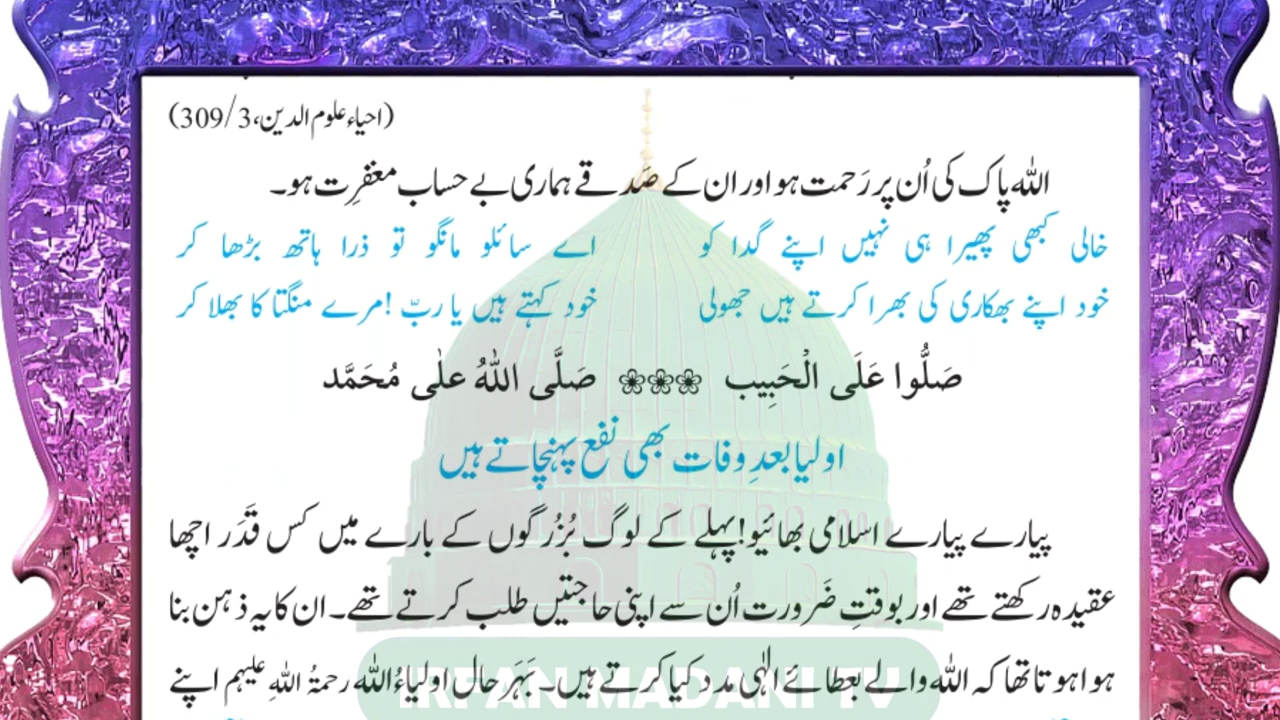 (احیاء علوم الدین، 3/309)
اللہ پاک کی اُن پر رَحمت ہو اور ان کے صَدقے ہماری بے حساب مغفرِت ہو۔
خالی کبھی پھیرا ہی نہیں اپنے گدا کو اے سائلو مانگو تو ذرا ہاتھ بڑھا کر
خود اپنے بھکاری کی بھرا کرتے ہیں جھولی خود کہتے ہیں یا ربّ! مرے منگتا کا بھلا کر
صَلُّوا عَلَی الْحَبِیب ❀❀❀ صَلَّی اللهُ علٰی مُحَمَّد
اولیا بعدِ وفات بھی نفع پہنچاتے ہیں
پیارے پیارے اسلامی بھائیو! پہلے کے لوگ بُزُرگوں کے بارے میں کس قَدَر اچھا
عقیدہ رکھتے تھے اور بوقتِ ضَرورت اُن سے اپنی حاجتیں طلب کرتے تھے۔ ان کا یہ ذہن بنا
ہوا ہوتا تھا کہ اللہ والے بعطائے الٰہی مدد کیا کرتے ہیں۔ بَہَرحال اولیاءُ اللہ رحمۃُ اللہِ علیہم اپنے
IRFAN MADANI TV